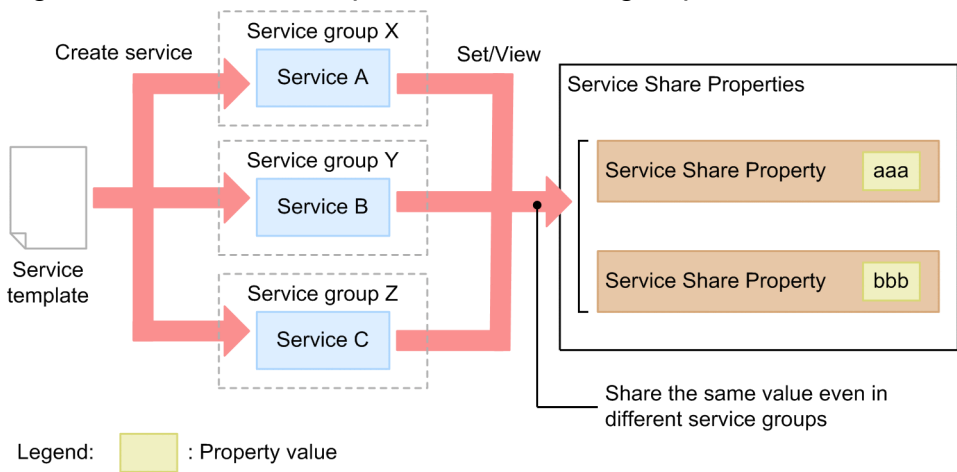 Create service
Service group X
Service A
Set/View
Service Share Properties
Service group Y
Service B
Service Share Property
aaa
Service
template
Service group Z
Service C
Service Share Property
bbb
Share the same value even in
different service groups
Legend:
: Property value